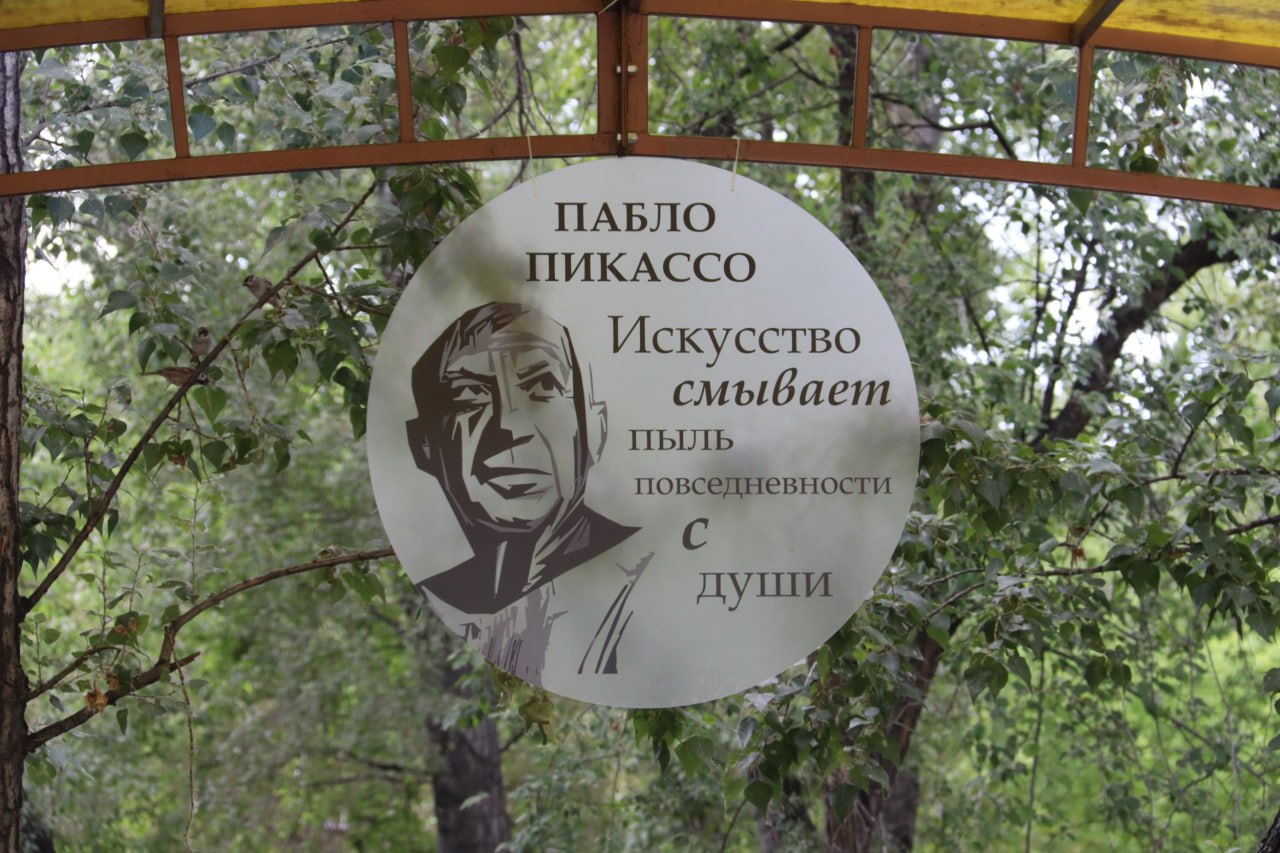 ПАБЛО
ПИКАССО
Искусство
смывает
пыль
повседневности
с
души